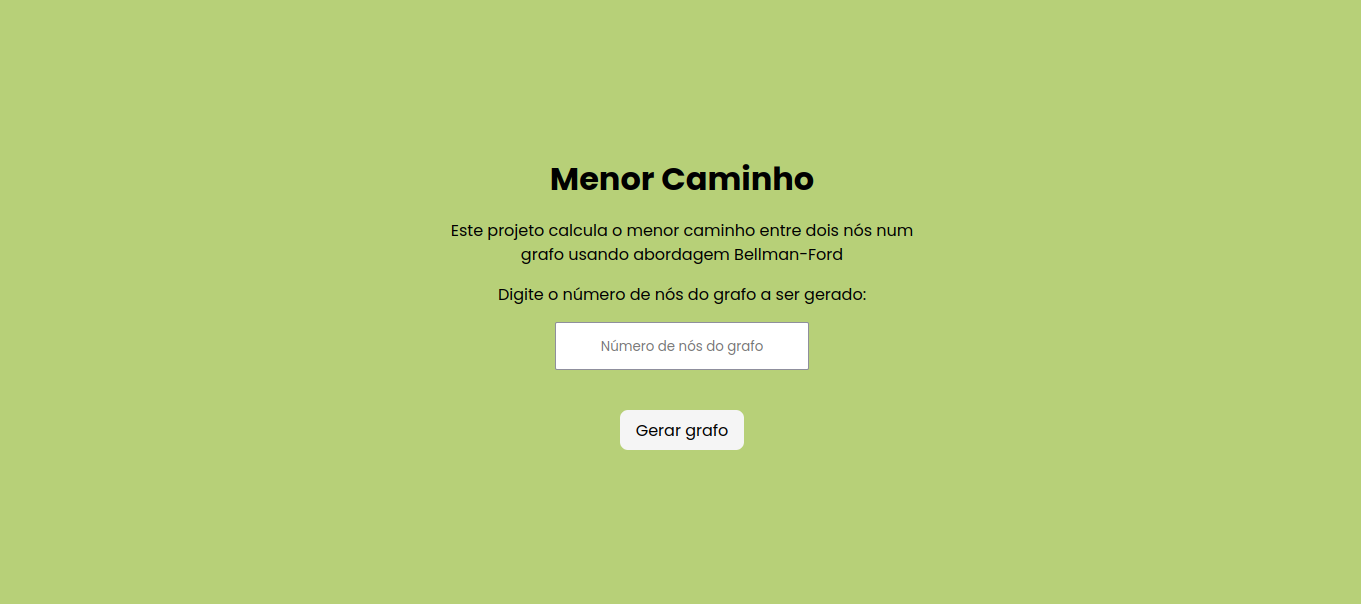 Menor Caminho
Este projeto calcula o menor caminho entre dois nós num
grafo usando abordagem Bellman-Ford
Digite o número de nós do grafo a ser gerado:
Número de nós do grafo
Gerar grafo